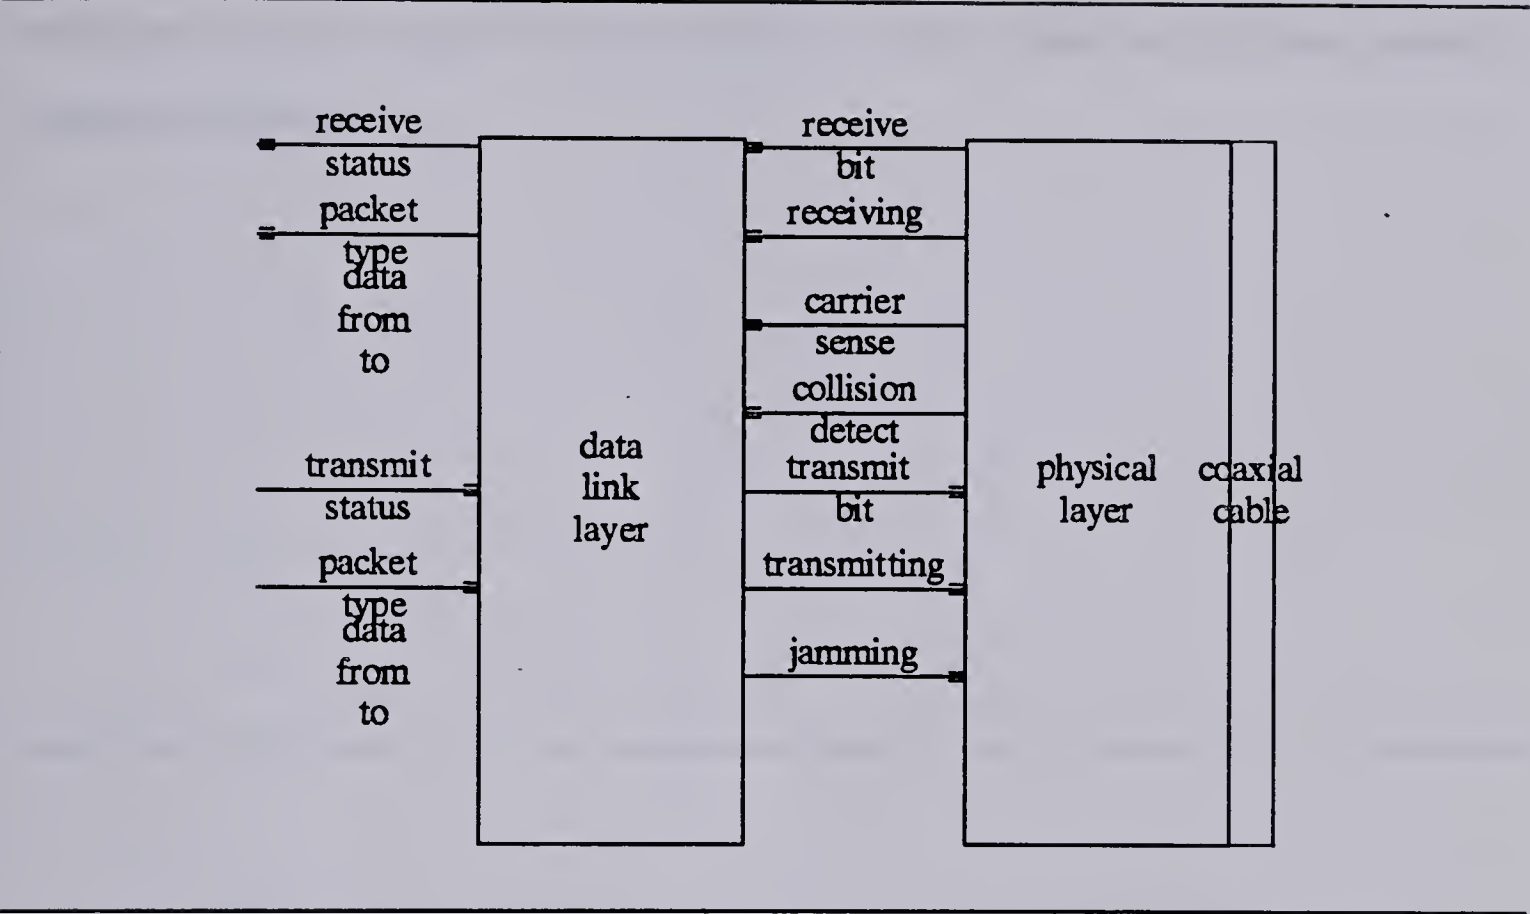 receive
status
packet
type
data
from
to
transmit
status
packet
type
data
from
to
data
link
layer
receive
bit
receiving
carrier
sense
collision
detect
transmit
bit
transmitting
jamming
physical
layer
coaxial
cable